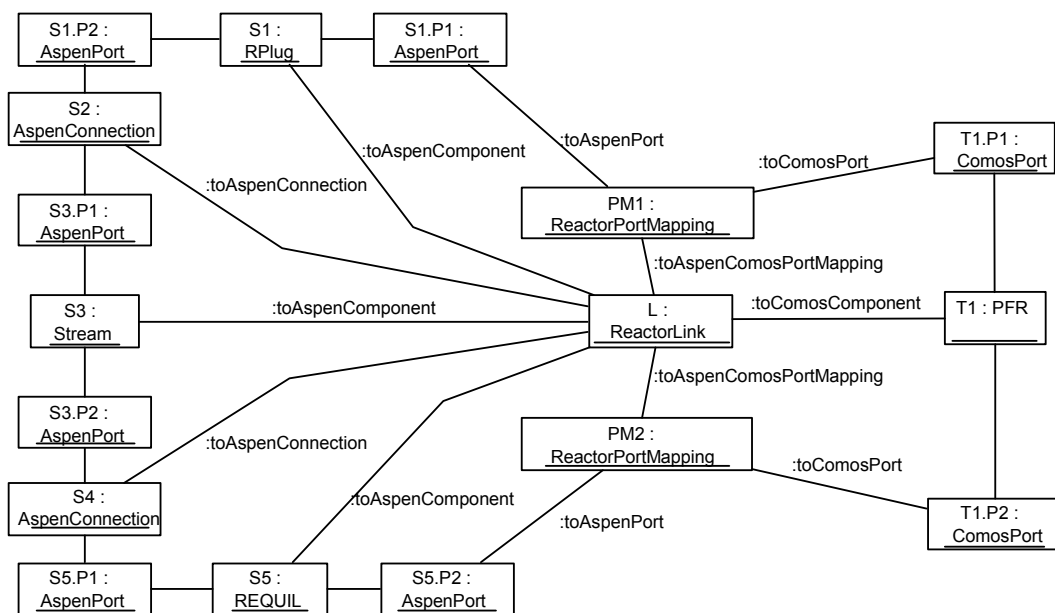 S1.P2 :
AspenPort
S1 :
RPlug
S1.P1 :
AspenPort
S2 :
AspenConnection
:toAspenComponent
:toAspenPort
:toComosPort
T1.P1 :
ComosPort
:toAspenConnection
S3.P1 :
AspenPort
PM1 :
ReactorPortMapping
:toAspenComosPortMapping
S3 :
Stream
:toAspenComponent
L :
ReactorLink
:toComosComponent
T1 : PFR
:toAspenComosPortMapping
S3.P2 :
AspenPort
:toAspenConnection
PM2 :
ReactorPortMapping
:toComosPort
S4 :
AspenConnection
:toAspenComponent
:toAspenPort
T1.P2 :
ComosPort
S5.P1 :
AspenPort
S5 :
REQUIL
S5.P2 :
AspenPort